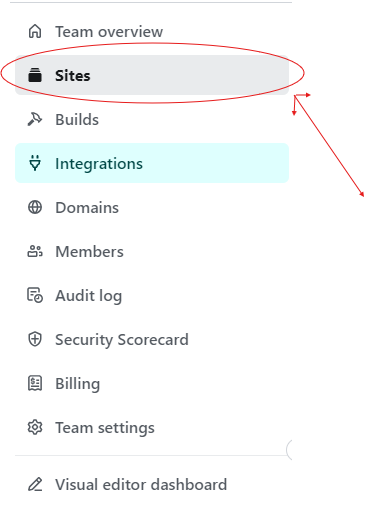 Team overview
Sites
Builds
Integrations
Domains
Members
Audit log
Security Scorecard
Billing
Team settings
Visual editor dashboard